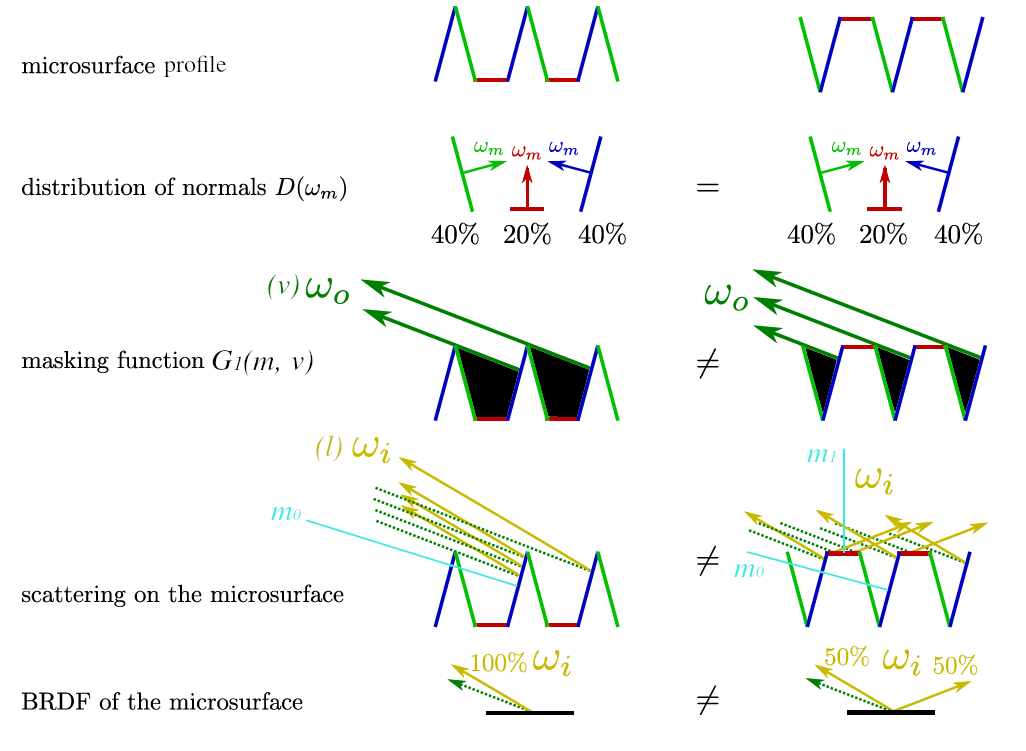 microsurface profile
ωm ωm ωm ωm ωm ωm
distribution of normals D(ωm) =
40% 20% 40% 40% 20% 40%
(v) ωo ωo
masking function G1(m, v) ≠
(l) ωi m1 ωi
m0 ≠ m0
scattering on the microsurface
100% ωi 50% ωi 50%
BRDF of the microsurface ≠